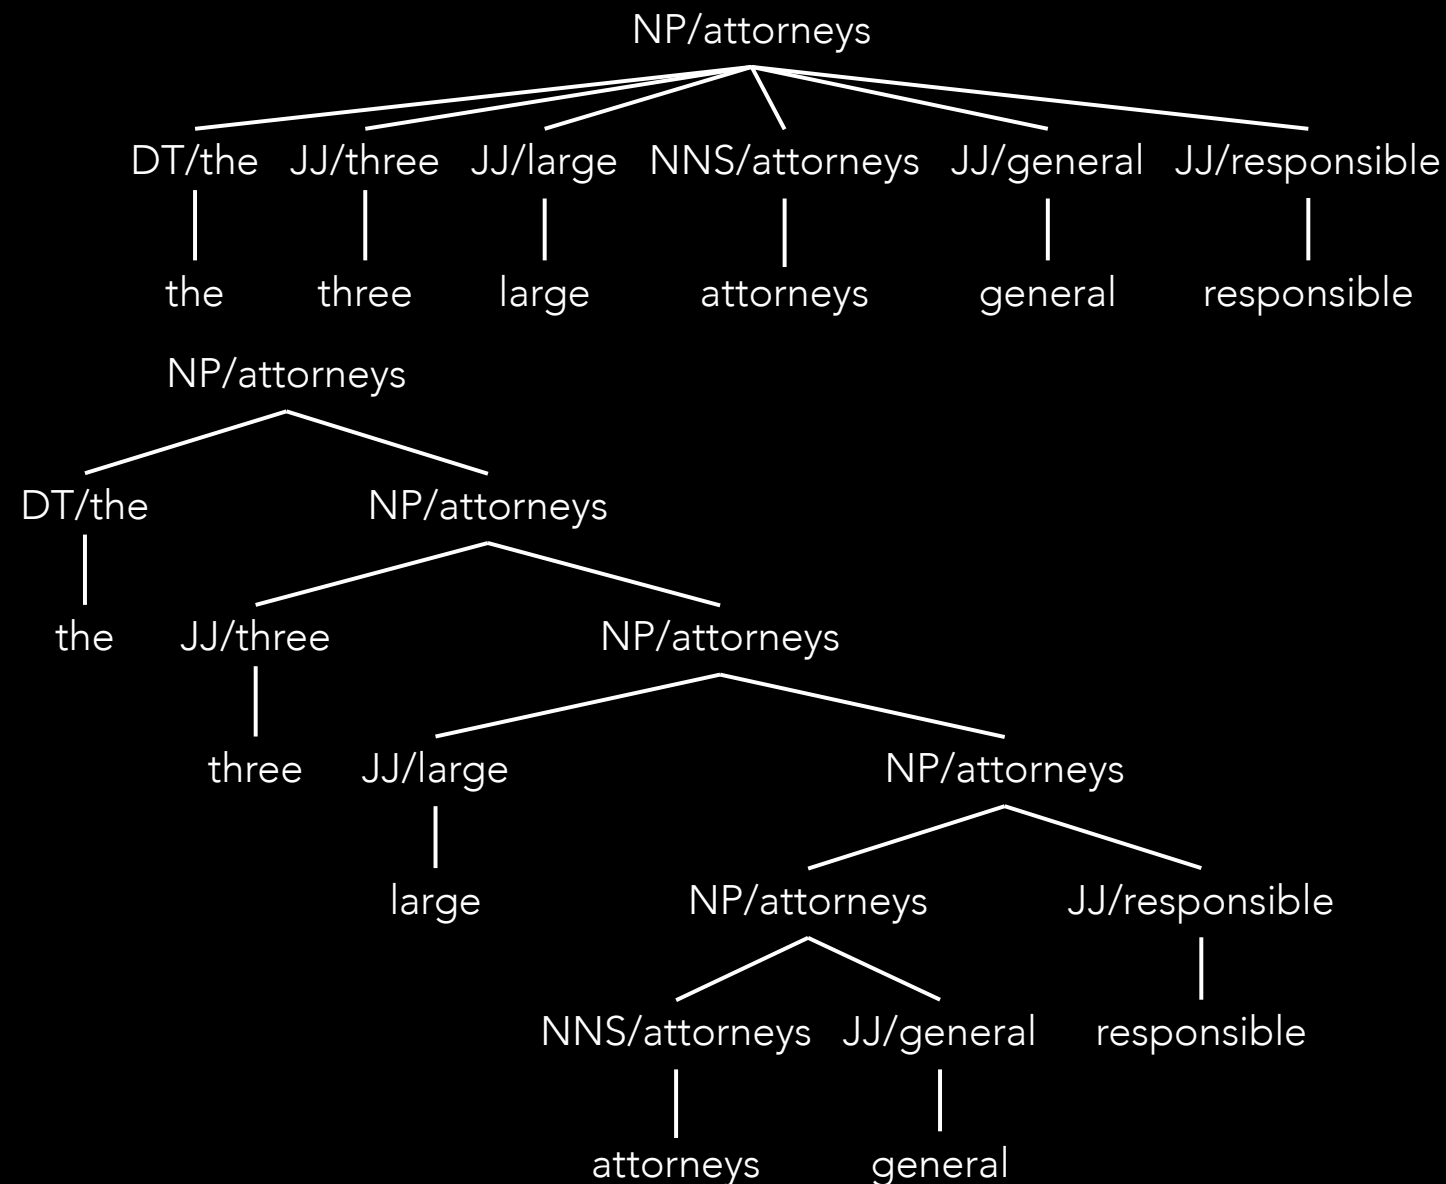 NP/attorneys
DT/the JJ/three JJ/large NNS/attorneys JJ/general JJ/responsible
the three large attorneys general responsible
NP/attorneys
DT/the NP/attorneys
the JJ/three NP/attorneys
three JJ/large NP/attorneys
large NP/attorneys JJ/responsible
NNS/attorneys JJ/general responsible
attorneys general